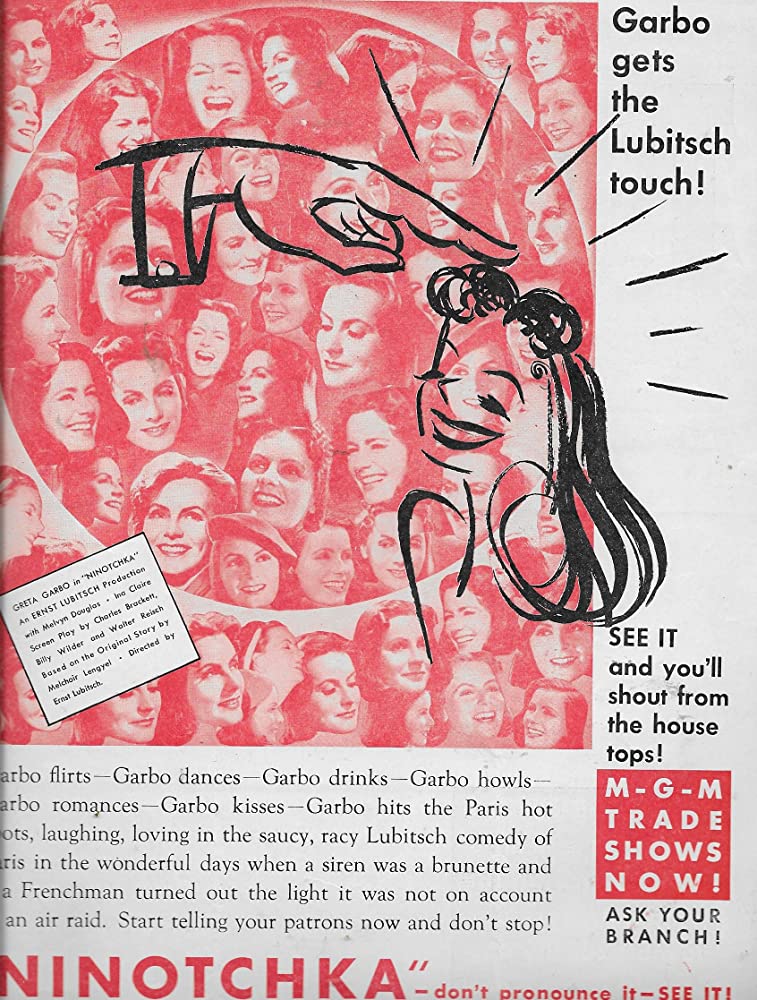 Garbo
gets
the
Lubitsch
touch!
GRETA GARBO in "NINOTCHKA"
An ERNST LUBITSCH Production
with Melvyn Douglas • Ina Claire
Screen Play by Charles Brackett,
Billy Wilder and Walter Reisch
Based on the Original Story by
Melchoir Lengyel • Directed by
Ernst Lubitsch.
SEE IT
and you'll
shout from
the house
tops!
M-G-M
TRADE
SHOWS
NOW!
ASK YOUR
BRANCH!
arbo flirts—Garbo dances—Garbo drinks—Garbo howls—
arbo romances—Garbo kisses—Garbo hits the Paris hot
ots, laughing, loving in the saucy, racy Lubitsch comedy of
ris in the wonderful days when a siren was a brunette and
a Frenchman turned out the light it was not on account
an air raid. Start telling your patrons now and don't stop!
NINOTCHKA"—don't pronounce it—SEE IT!